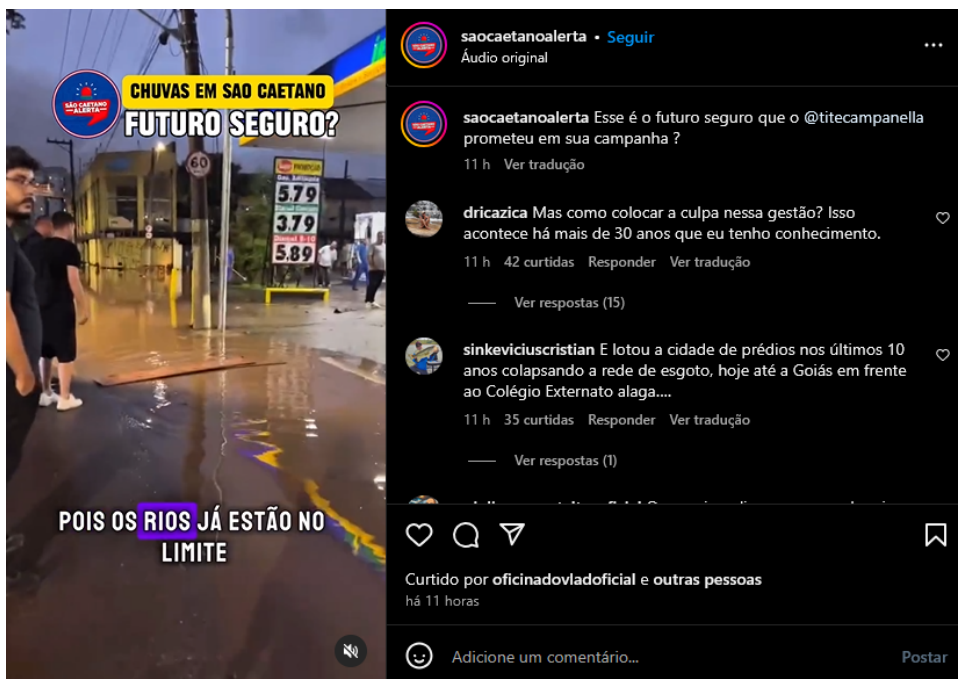 CHUVAS EM SAO CAETANO
FUTURO SEGURO?
SÃO CAETANO
ALERTA
60
5.79
3.79
Diesel S-10
5.89
POIS OS RIOS JÁ ESTÃO NO
LIMITE
saocaetanoalerta • Seguir
Áudio original
saocaetanoalerta Esse é o futuro seguro que o @titecampanella
prometeu em sua campanha ?
11 h Ver tradução
dricazica Mas como colocar a culpa nessa gestão? Isso
acontece há mais de 30 anos que eu tenho conhecimento.
11 h 42 curtidas Responder Ver tradução
Ver respostas (15)
sinkeviciuscristian E lotou a cidade de prédios nos últimos 10
anos colapsando a rede de esgoto, hoje até a Goiás em frente
ao Colégio Externato alaga....
11 h 35 curtidas Responder Ver tradução
Ver respostas (1)
Curtido por oficinadovladoficial e outras pessoas
há 11 horas
Adicione um comentário...
Postar